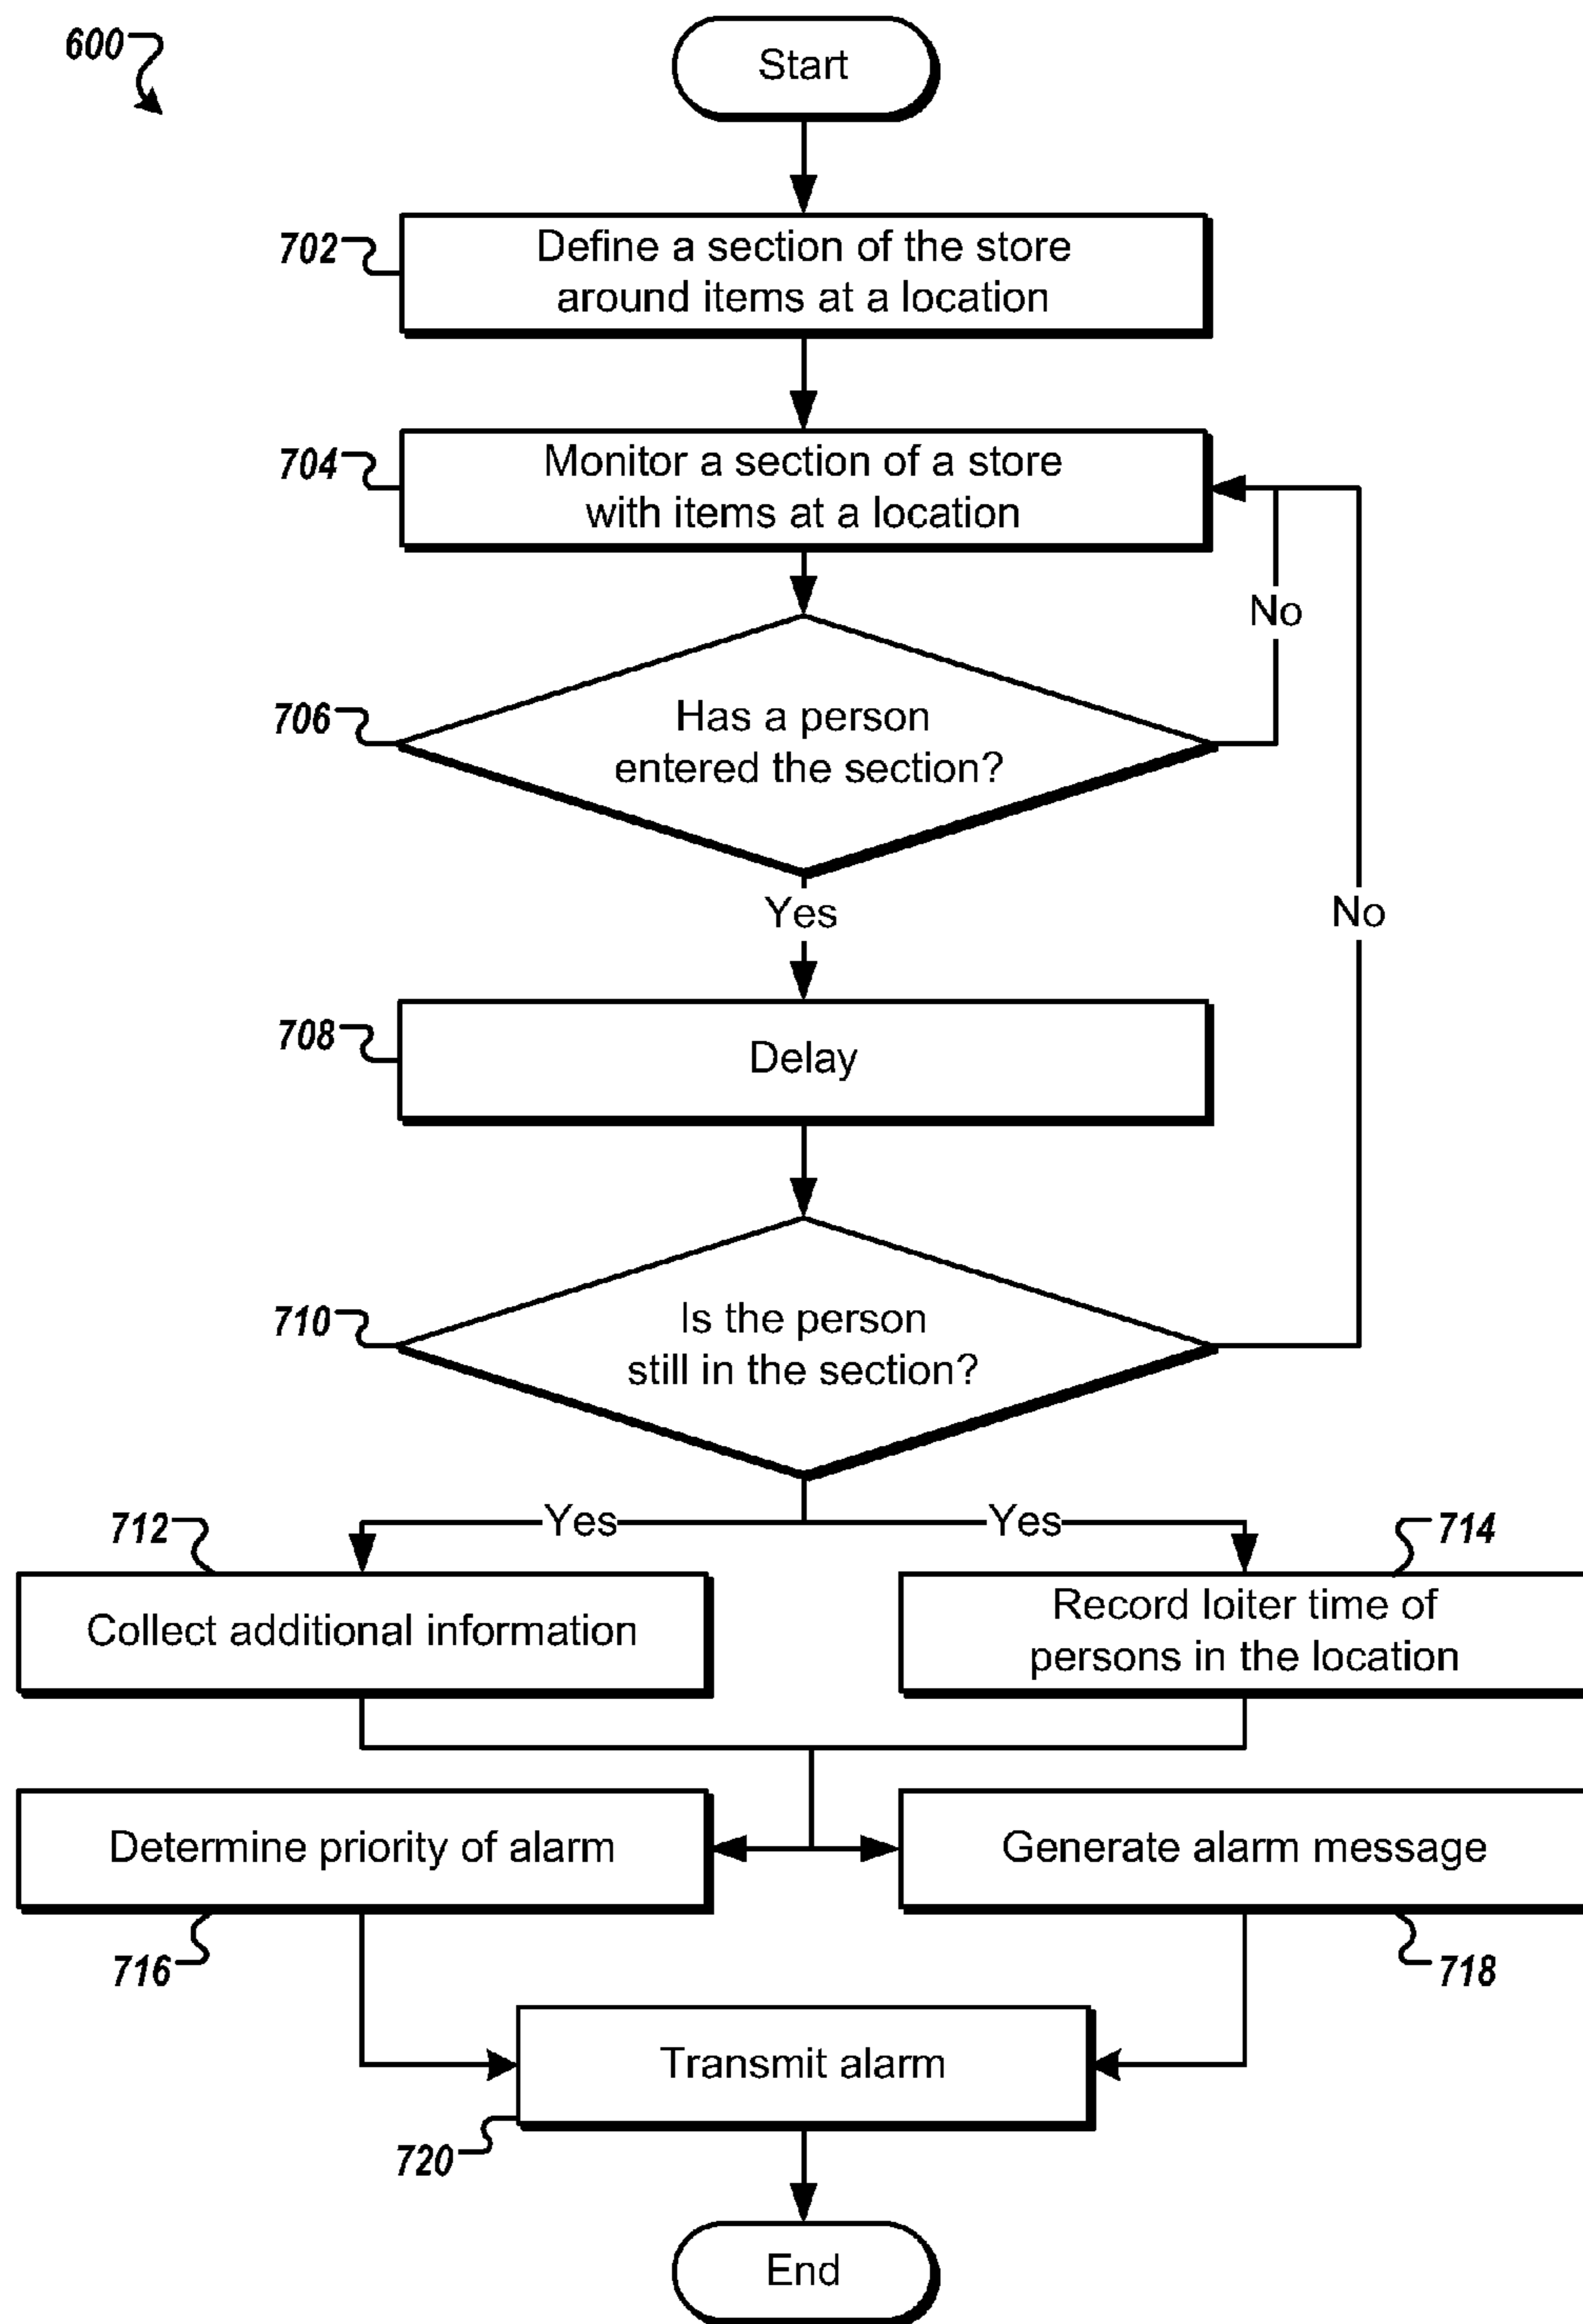 600
Start
702
Define a section of the store
around items at a location
704
Monitor a section of a store
with items at a location
No
706
Has a person
entered the section?
Yes
No
708
Delay
710
Is the person
still in the section?
Yes
Yes
712
714
Collect additional information
Record loiter time of
persons in the location
Determine priority of alarm
Generate alarm message
716
718
Transmit alarm
720
End